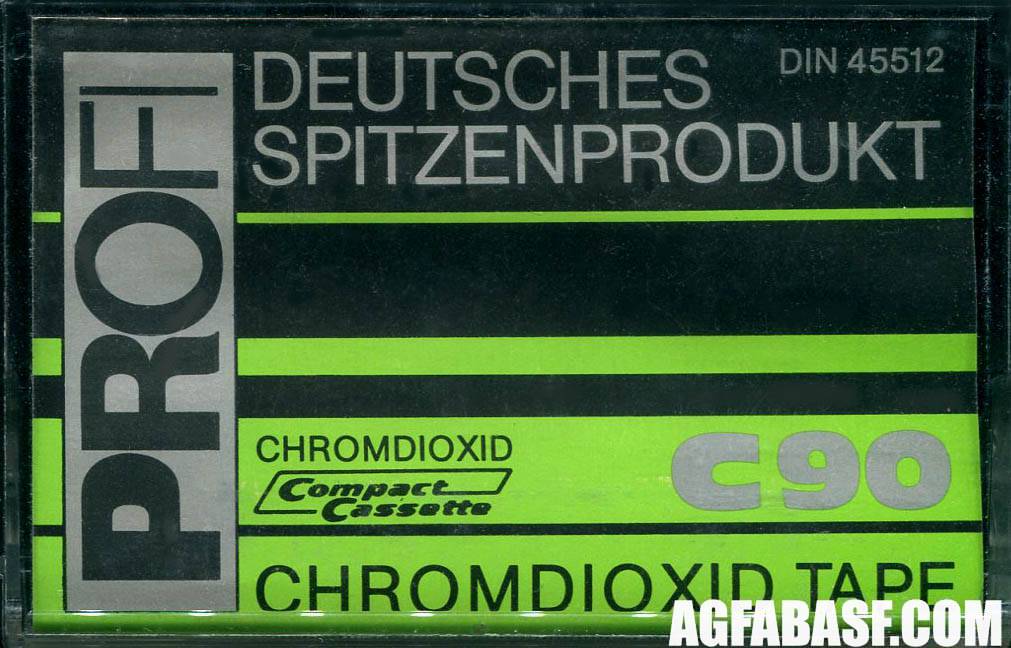 PROFI
DEUTSCHES
SPITZENPRODUKT
DIN 45512
CHROMDIOXID
Compact
Cassette
C90
CHROMDIOXID TAPE
AGFABASF.COM